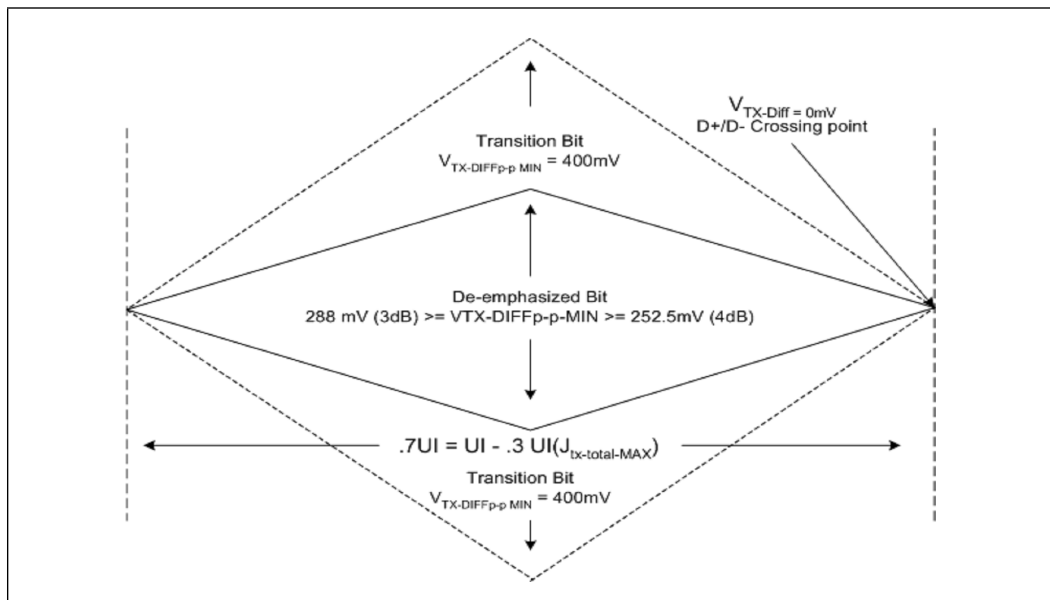 V_TX-Diff = 0mV
D+/D- Crossing point
Transition Bit
V_TX-DIFFp-p MIN = 400mV
De-emphasized Bit
288 mV (3dB) >= VTX-DIFFp-p-MIN >= 252.5mV (4dB)
.7UI = UI - .3 UI(J_tx-total-MAX)
Transition Bit
V_TX-DIFFp-p MIN = 400mV